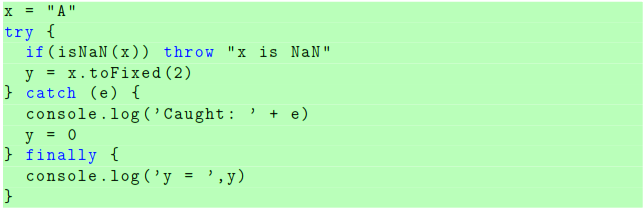 x = "A"
try {
  if(isNaN(x)) throw "x is NaN"
  y = x.toFixed(2)
} catch (e) {
  console.log('Caught: ' + e)
  y = 0
} finally {
  console.log('y = ',y)
}